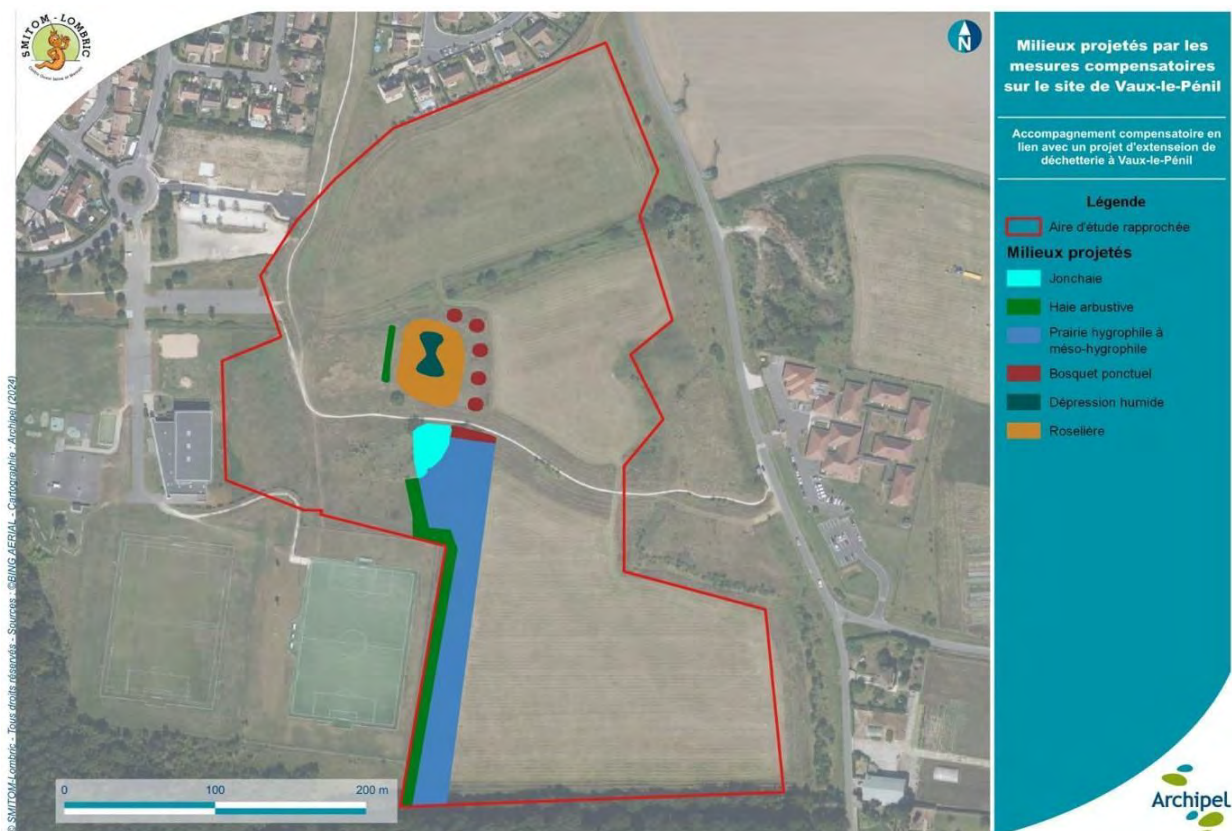 SMITOM - LOMBRIC
N
Milieux projetés par les
mesures compensatoires
sur le site de Vaux-le-Pénil
Accompagnement compensatoire en
lien avec un projet d'extenseion de
déchetterie à Vaux-le-Pénil
Légende
Aire d'étude rapprochée
Milieux projetés
Jonchaie
Haie arbustive
Prairie hygrophile à
méso-hygrophile
Bosquet ponctuel
Dépression humide
Roselière
0 100 200 m
© SMITOM-Lombric - Tous droits réservés - Sources : ©BING AERIAL - Cartographie : Archipel (2024)
Archipel